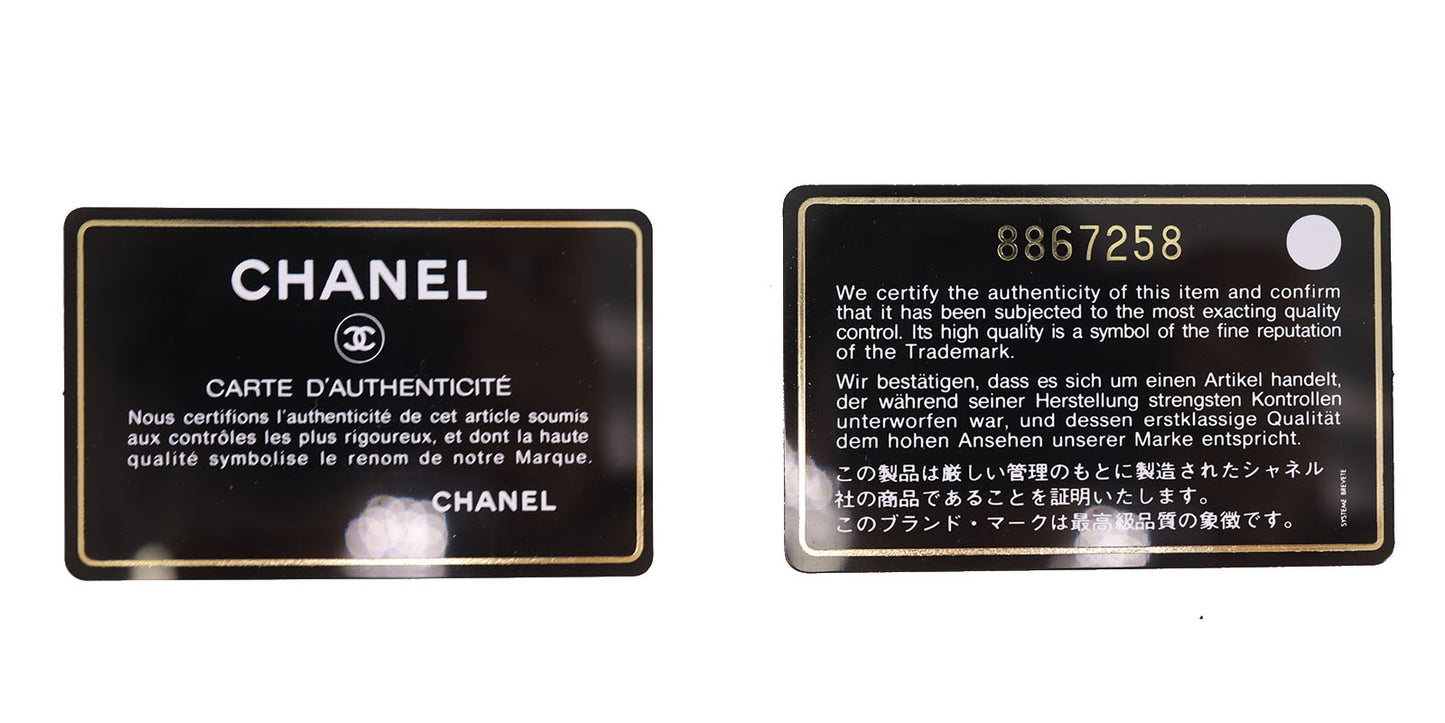 CHANEL
CARTE D'AUTHENTICITÉ
Nous certifions l'authenticité de cet article soumis
aux contrôles les plus rigoureux, et dont la haute
qualité symbolise le renom de notre Marque.
CHANEL
8867258
We certify the authenticity of this item and confirm
that it has been subjected to the most exacting quality
control. Its high quality is a symbol of the fine reputation
of the Trademark.
Wir bestätigen, dass es sich um einen Artikel handelt,
der während seiner Herstellung strengsten Kontrollen
unterworfen war, und dessen erstklassige Qualität
dem hohen Ansehen unserer Marke entspricht.
この製品は厳しい管理のもとに製造されたシャネル
社の商品であることを証明いたします。
このブランド・マークは最高級品質の象徴です。
SYSTEME BREVETE